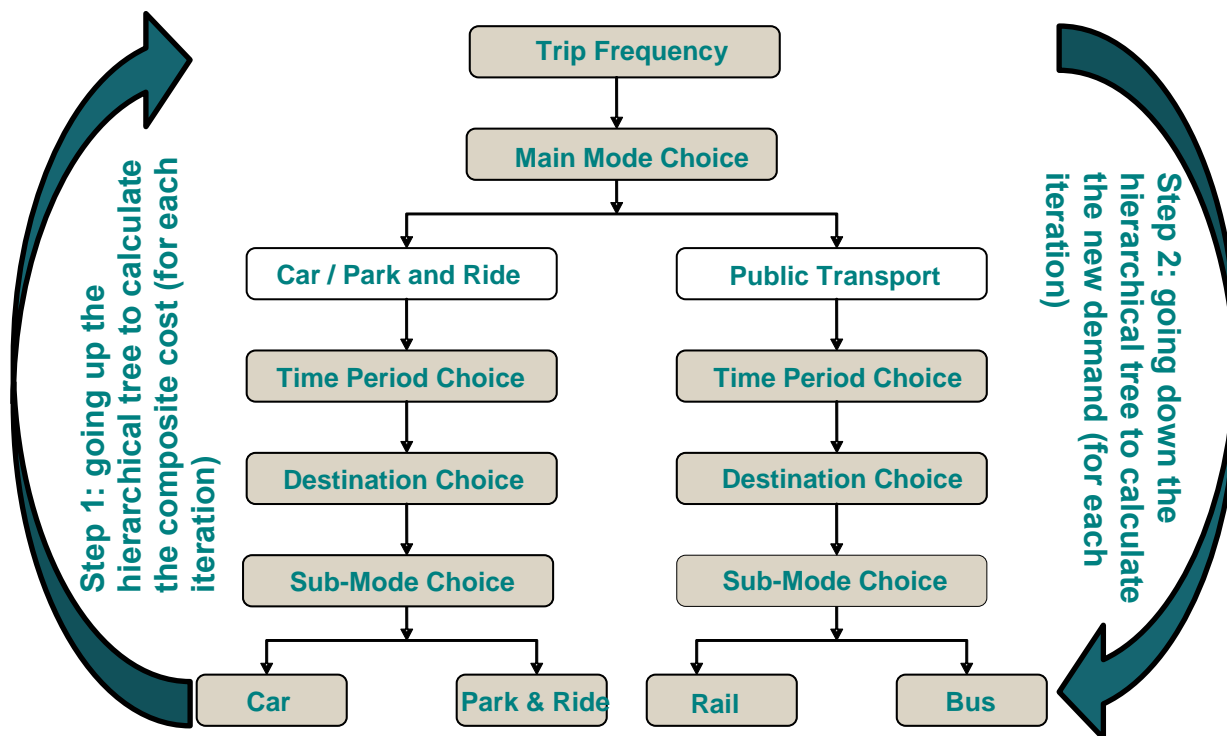 Trip Frequency
Main Mode Choice
Car / Park and Ride
Public Transport
Time Period Choice
Time Period Choice
Destination Choice
Destination Choice
Sub-Mode Choice
Sub-Mode Choice
Car
Park & Ride
Rail
Bus
Step 1: going up the
hierarchical tree to calculate
the composite cost (for each
iteration)
Step 2: going down the
hierarchical tree to calculate
the new demand (for each
iteration)